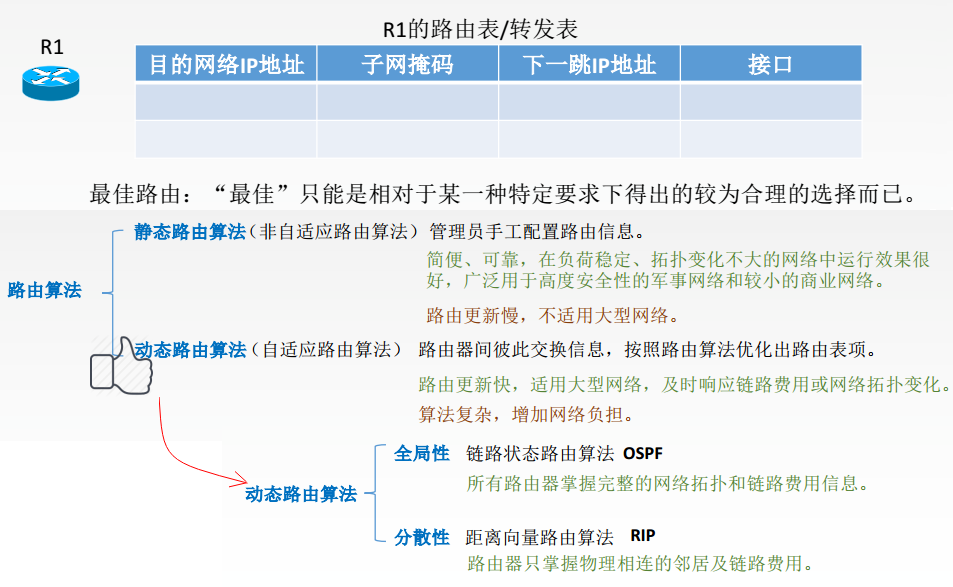 R1的路由表/转发表
R1
目的网络IP地址 子网掩码 下一跳IP地址 接口
最佳路由：“最佳”只能是相对于某一种特定要求下得出的较为合理的选择而已。
静态路由算法（非自适应路由算法）管理员手工配置路由信息。
简便、可靠，在负荷稳定、拓扑变化不大的网络中运行效果很
好，广泛用于高度安全性的军事网络和较小的商业网络。
路由算法
路由更新慢，不适用大型网络。
动态路由算法（自适应路由算法） 路由器间彼此交换信息，按照路由算法优化出路由表项。
路由更新快，适用大型网络，及时响应链路费用或网络拓扑变化。
算法复杂，增加网络负担。
全局性 链路状态路由算法 OSPF
所有路由器掌握完整的网络拓扑和链路费用信息。
动态路由算法
分散性 距离向量路由算法 RIP
路由器只掌握物理相连的邻居及链路费用。